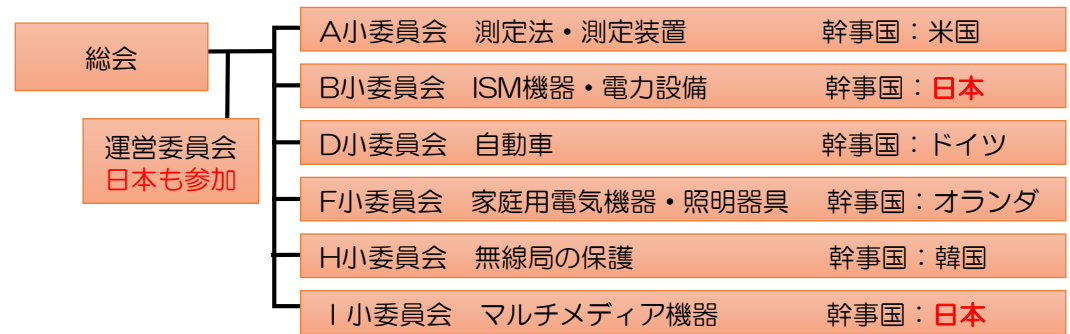 総会
運営委員会
日本も参加
A小委員会 測定法・測定装置 幹事国：米国
B小委員会 ISM機器・電力設備 幹事国：日本
D小委員会 自動車 幹事国：ドイツ
F小委員会 家庭用電気機器・照明器具 幹事国：オランダ
H小委員会 無線局の保護 幹事国：韓国
I小委員会 マルチメディア機器 幹事国：日本